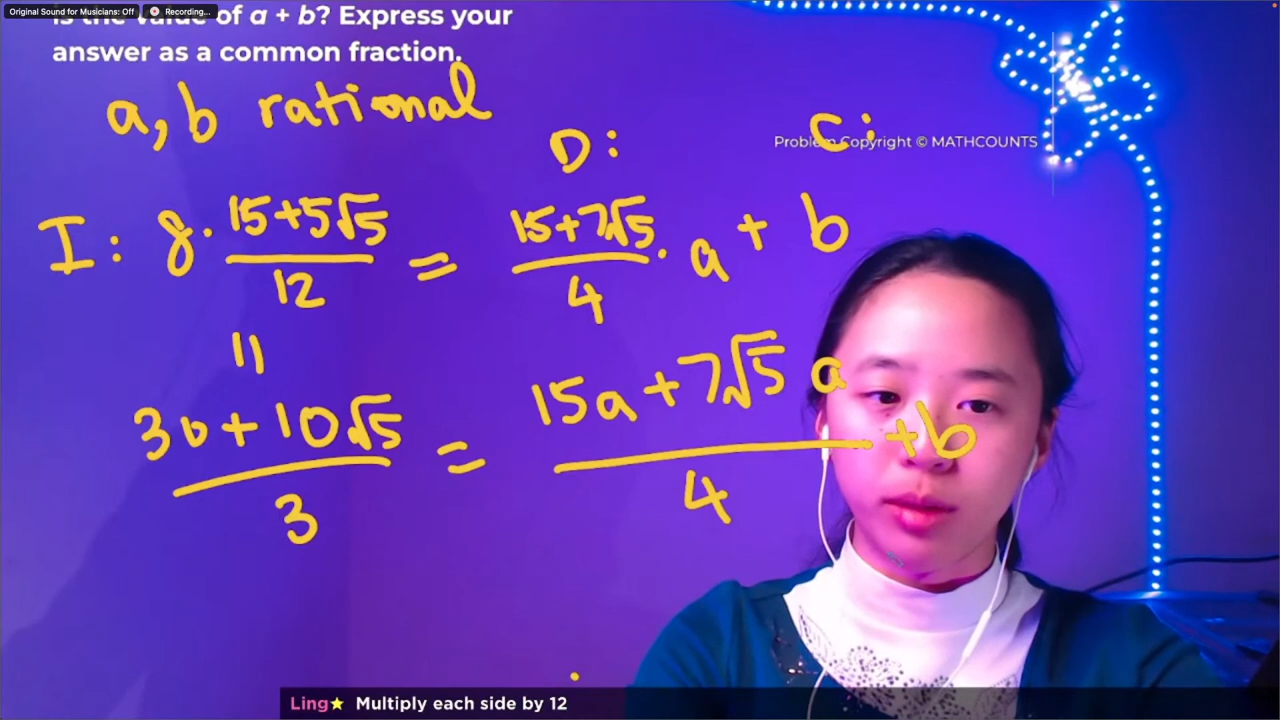 Original Sound for Musicians: Off Recording...
is the value of a + b? Express your
answer as a common fraction.
a, b rational
D: C:
Problem Copyright © MATHCOUNTS
I: 8 · (15+5√5)/12 = (15+7√5)/4 · a + b
=
(30+10√5)/3 = (15a+7√5 a)/4 + b
Ling★ Multiply each side by 12